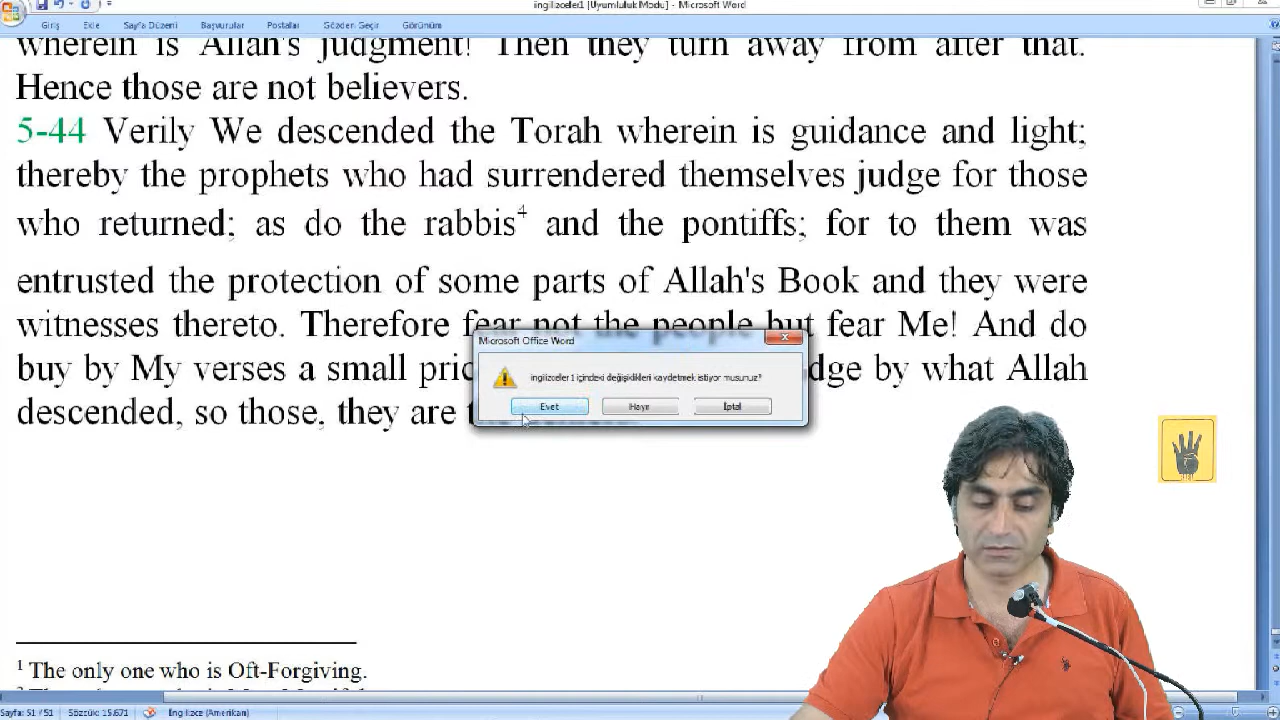 ingilizceler1 [Uyumluluk Modu] - Microsoft Word
Giriş Ekle Sayfa Düzeni Başvurular Postalar Gözden Geçir Görünüm
wherein is Allah's judgment! Then they turn away from after that.
Hence those are not believers.
5-44 Verily We descended the Torah wherein is guidance and light;
thereby the prophets who had surrendered themselves judge for those
who returned; as do the rabbis4 and the pontiffs; for to them was
entrusted the protection of some parts of Allah's Book and they were
witnesses thereto. Therefore fear not the people but fear Me! And do
buy by My verses a small pric dge by what Allah
descended, so those, they are t
Microsoft Office Word
ingilizceler1 içindeki değişiklikleri kaydetmek istiyor musunuz?
Evet Hayır İptal
1 The only one who is Oft-Forgiving.
Sayfa: 51 / 51 Sözcük: 15.671 İngilizce (Amerikan)